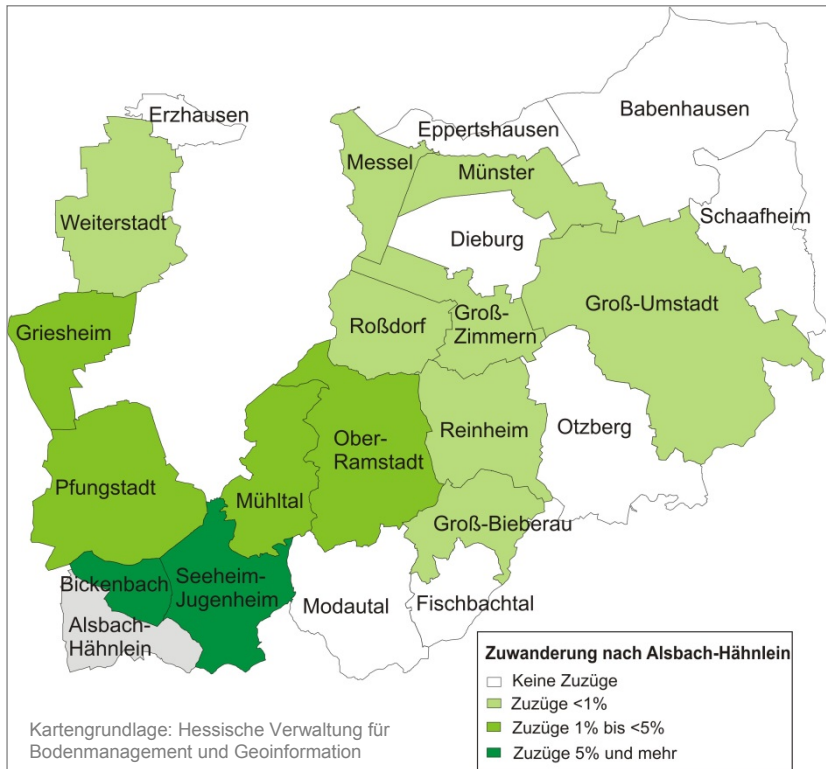 Erzhausen
Babenhausen
Eppertshausen
Messel
Münster
Schaafheim
Weiterstadt
Dieburg
Groß-Umstadt
Griesheim
Roßdorf
Groß-
Zimmern
Ober-
Ramstadt
Reinheim
Otzberg
Pfungstadt
Mühltal
Groß-Bieberau
Bickenbach
Seeheim-
Jugenheim
Modautal
Fischbachtal
Alsbach-
Hähnlein
Zuwanderung nach Alsbach-Hähnlein
Keine Zuzüge
Zuzüge <1%
Zuzüge 1% bis <5%
Zuzüge 5% und mehr
Kartengrundlage: Hessische Verwaltung für
Bodenmanagement und Geoinformation